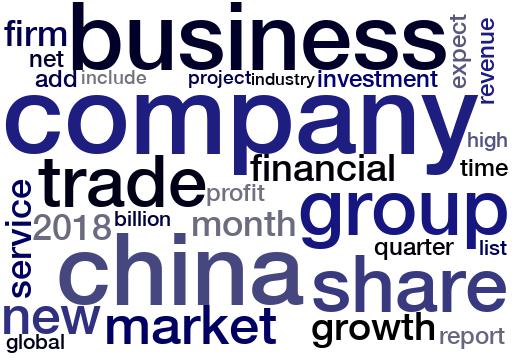 firm
business
expect
revenue
net
add
include
project
industry
investment
company
high
financial
time
trade
profit
group
service
2018
billion
month
quarter
list
china
share
new
market
growth
report
global